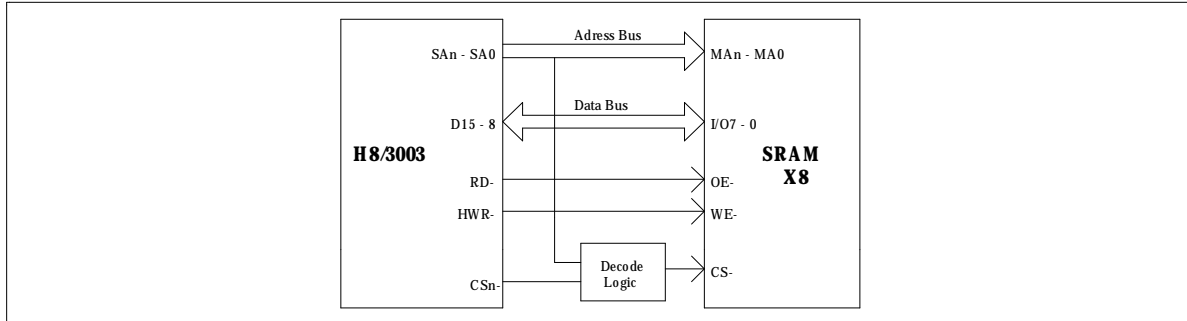 Adress Bus
SAn - SA0
MAn - MA0
Data Bus
D15 - 8
I/O7 - 0
H8/3003
SRAM
X8
RD-
OE-
HWR-
WE-
Decode
Logic
CS-
CSn-